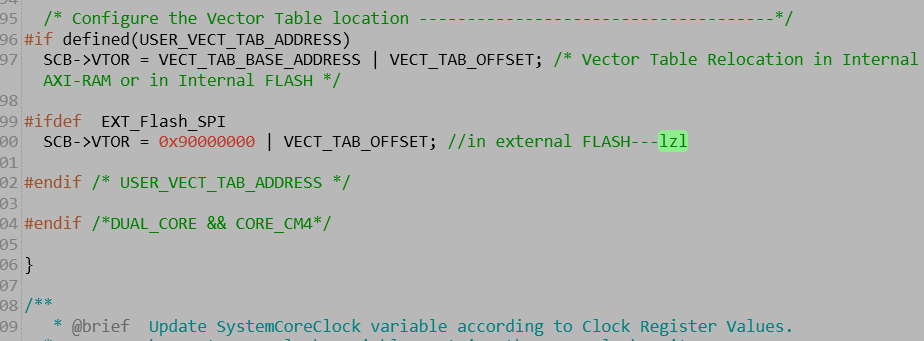 95   /* Configure the Vector Table location -------------------------------------*/
96 #if defined(USER_VECT_TAB_ADDRESS)
97   SCB->VTOR = VECT_TAB_BASE_ADDRESS | VECT_TAB_OFFSET; /* Vector Table Relocation in Internal
AXI-RAM or in Internal FLASH */
98
99 #ifdef  EXT_Flash_SPI
00   SCB->VTOR = 0x90000000 | VECT_TAB_OFFSET; //in external FLASH---lzl
01
02 #endif /* USER_VECT_TAB_ADDRESS */
03
04 #endif /*DUAL_CORE && CORE_CM4*/
05
06 }
07
08 /**
09   * @brief  Update SystemCoreClock variable according to Clock Register Values.